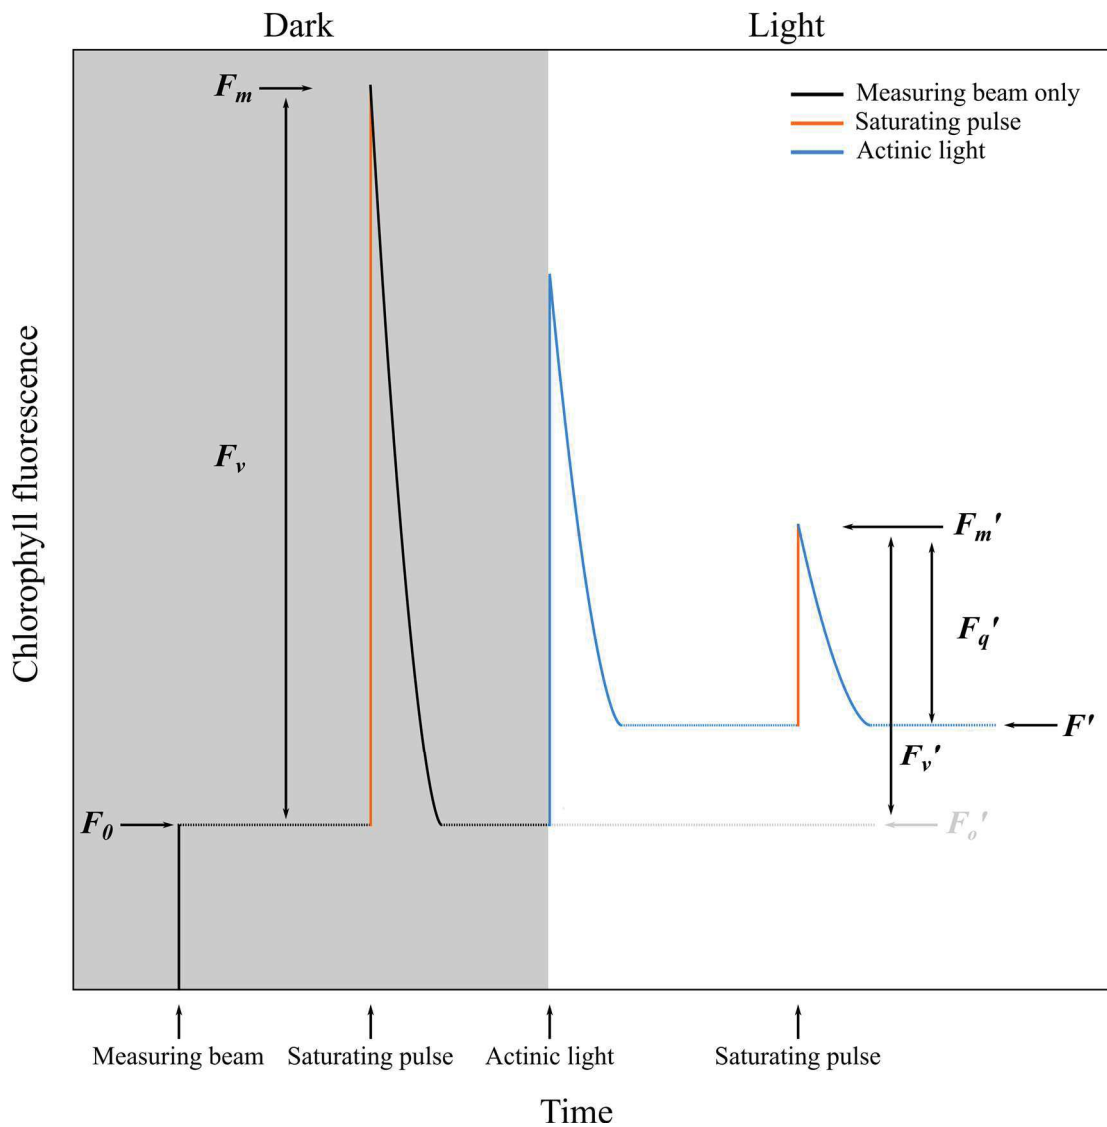 Dark
Light
Measuring beam only
Saturating pulse
Actinic light
Fm
Fv
F0
Fm'
Fq'
F'
Fv'
Fo'
Chlorophyll fluorescence
Measuring beam
Saturating pulse
Actinic light
Saturating pulse
Time